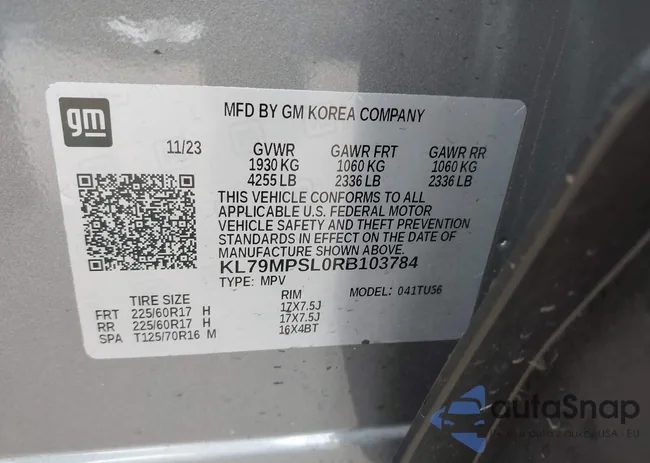 gm
MFD BY GM KOREA COMPANY
11/23 GVWR GAWR FRT GAWR RR
1930 KG 1060 KG 1060 KG
4255 LB 2336 LB 2336 LB
THIS VEHICLE CONFORMS TO ALL
APPLICABLE U.S. FEDERAL MOTOR
VEHICLE SAFETY AND THEFT PREVENTION
STANDARDS IN EFFECT ON THE DATE OF
MANUFACTURE SHOWN ABOVE.
KL79MPSL0RB103784
TYPE: MPV MODEL: 041TU56
TIRE SIZE RIM
FRT 225/60R17 H 17X7.5J
RR 225/60R17 H 17X7.5J
SPA T125/70R16 M 16X4BT
autoSnap